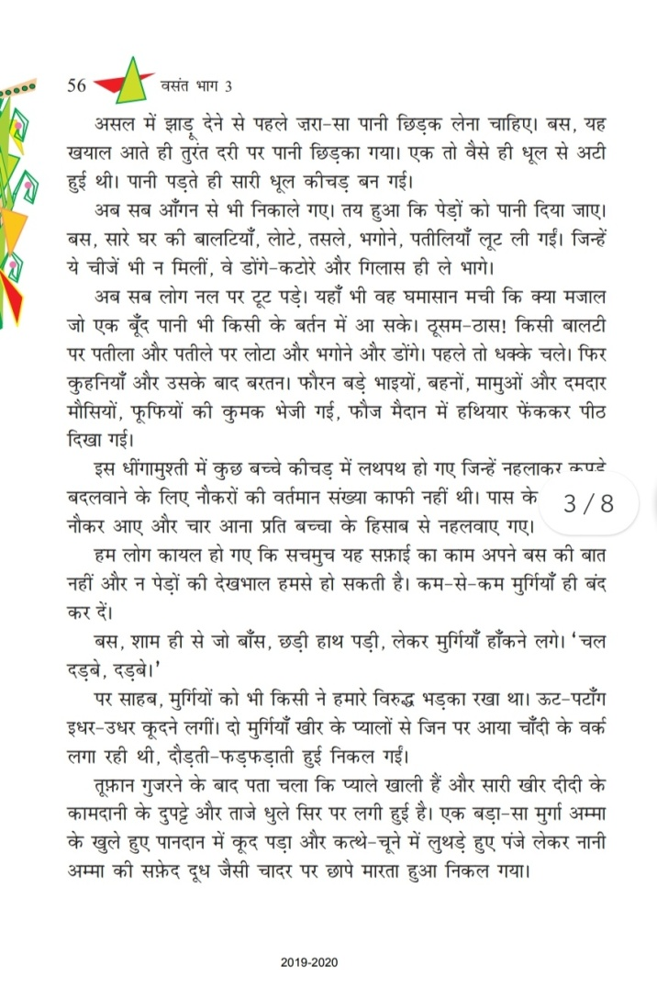 56 वसंत भाग 3
असल में झाड़ू देने से पहले ज़रा-सा पानी छिड़क लेना चाहिए। बस, यह
खयाल आते ही तुरंत दरी पर पानी छिड़का गया। एक तो वैसे ही धूल से अटी
हुई थी। पानी पड़ते ही सारी धूल कीचड़ बन गई।
अब सब आँगन से भी निकाले गए। तय हुआ कि पेड़ों को पानी दिया जाए।
बस, सारे घर की बालटियाँ, लोटे, तसले, भगोने, पतीलियाँ लूट ली गईं। जिन्हें
ये चीजें भी न मिलीं, वे डोंगे-कटोरे और गिलास ही ले भागे।
अब सब लोग नल पर टूट पड़े। यहाँ भी वह घमासान मची कि क्या मजाल
जो एक बूँद पानी भी किसी के बर्तन में आ सके। ठूसम-ठास! किसी बालटी
पर पतीला और पतीले पर लोटा और भगोने और डोंगे। पहले तो धक्के चले। फिर
कुहनियाँ और उसके बाद बरतन। फौरन बड़े भाइयों, बहनों, मामुओं और दमदार
मौसियों, फूफियों की कुमक भेजी गई, फौज मैदान में हथियार फेंककर पीठ
दिखा गई।
इस धींगामुश्ती में कुछ बच्चे कीचड़ में लथपथ हो गए जिन्हें नहलाकर कपड़े
बदलवाने के लिए नौकरों की वर्तमान संख्या काफी नहीं थी। पास के
नौकर आए और चार आना प्रति बच्चा के हिसाब से नहलवाए गए।
3/8
हम लोग कायल हो गए कि सचमुच यह सफ़ाई का काम अपने बस की बात
नहीं और न पेड़ों की देखभाल हमसे हो सकती है। कम-से-कम मुर्गियाँ ही बंद
कर दें।
बस, शाम ही से जो बाँस, छड़ी हाथ पड़ी, लेकर मुर्गियाँ हाँकने लगे। ‘चल
दड़बे, दड़बे।’
पर साहब, मुर्गियों को भी किसी ने हमारे विरुद्ध भड़का रखा था। ऊट-पटाँग
इधर-उधर कूदने लगीं। दो मुर्गियाँ खीर के प्यालों से जिन पर आया चाँदी के वर्क
लगा रही थी, दौड़ती-फड़फड़ाती हुई निकल गईं।
तूफ़ान गुजरने के बाद पता चला कि प्याले खाली हैं और सारी खीर दीदी के
कामदानी के दुपट्टे और ताजे धुले सिर पर लगी हुई है। एक बड़ा-सा मुर्गा अम्मा
के खुले हुए पानदान में कूद पड़ा और कत्थे-चूने में लुथड़े हुए पंजे लेकर नानी
अम्मा की सफ़ेद दूध जैसी चादर पर छापे मारता हुआ निकल गया।
2019-2020